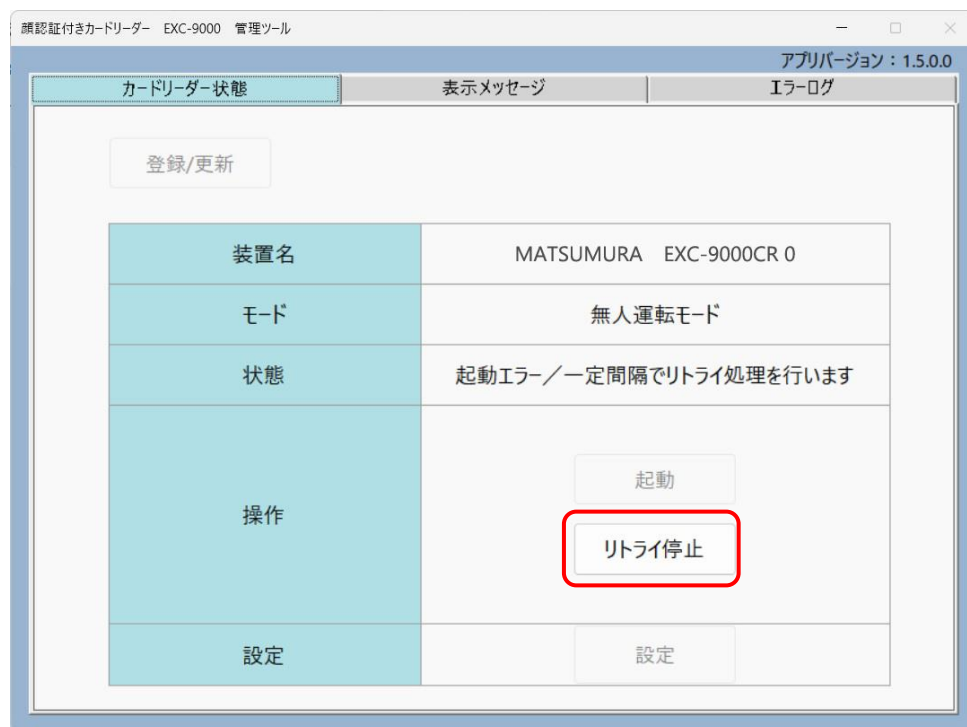 顔認証付きカードリーダー EXC-9000 管理ツール
アプリバージョン：1.5.0.0
カードリーダー状態 表示メッセージ エラーログ
登録/更新
装置名 MATSUMURA EXC-9000CR 0
モード 無人運転モード
状態 起動エラー／一定間隔でリトライ処理を行います
起動
操作
リトライ停止
設定 設定